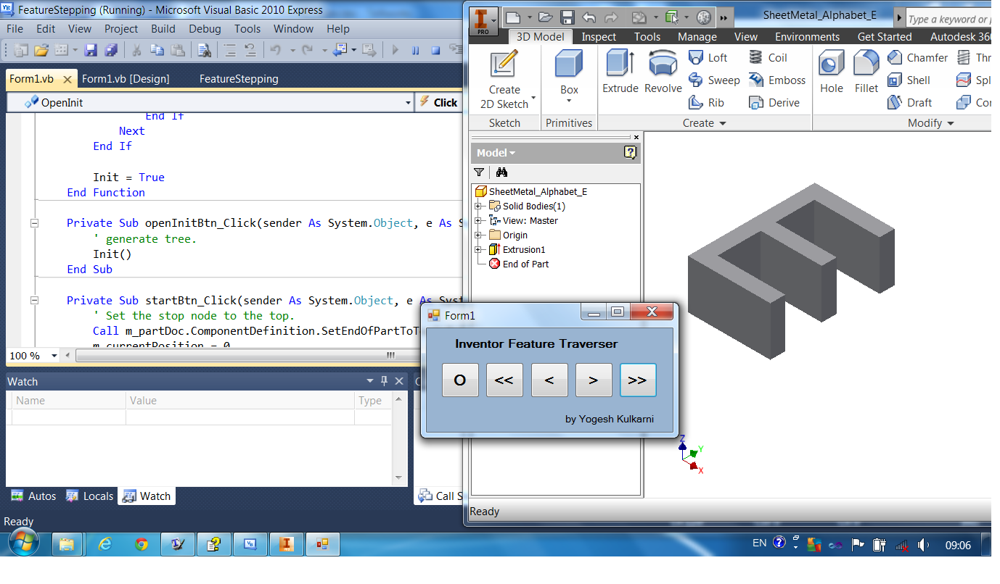 FeatureStepping (Running) - Microsoft Visual Basic 2010 Express
File Edit View Project Build Debug Tools Window Help
Form1.vb Form1.vb [Design] FeatureStepping
OpenInit Click
End If
Next
End If
Init = True
End Function
Private Sub openInitBtn_Click(sender As System.Object, e As S
' generate tree.
Init()
End Sub
Private Sub startBtn_Click(sender As System.Object, e As Syst
' Set the stop node to the top.
Call m_partDoc.ComponentDefinition.SetEndOfPartToT
m_currentPosition = 0
100 %
Watch
Name Value Type
Autos Locals Watch
Call S
Ready
PRO
SheetMetal_Alphabet_E
Type a keyword or
3D Model Inspect Tools Manage View Environments Get Started Autodesk 360
Create
2D Sketch
Box
Extrude Revolve
Loft Coil
Sweep Emboss
Rib Derive
Hole Fillet
Chamfer Thr
Shell Spl
Draft Co
Sketch Primitives Create Modify
Model
SheetMetal_Alphabet_E
Solid Bodies(1)
View: Master
Origin
Extrusion1
End of Part
Form1
Inventor Feature Traverser
O << < > >>
by Yogesh Kulkarni
Z
Y
X
Ready
EN 09:06